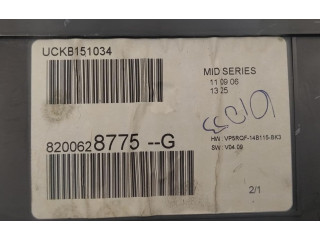 UCKB151034
MID SERIES
11 09 06
13:25
8200628775 --G
HW : VP5RQF-14B115-BK3
SW : V04.09
2/1